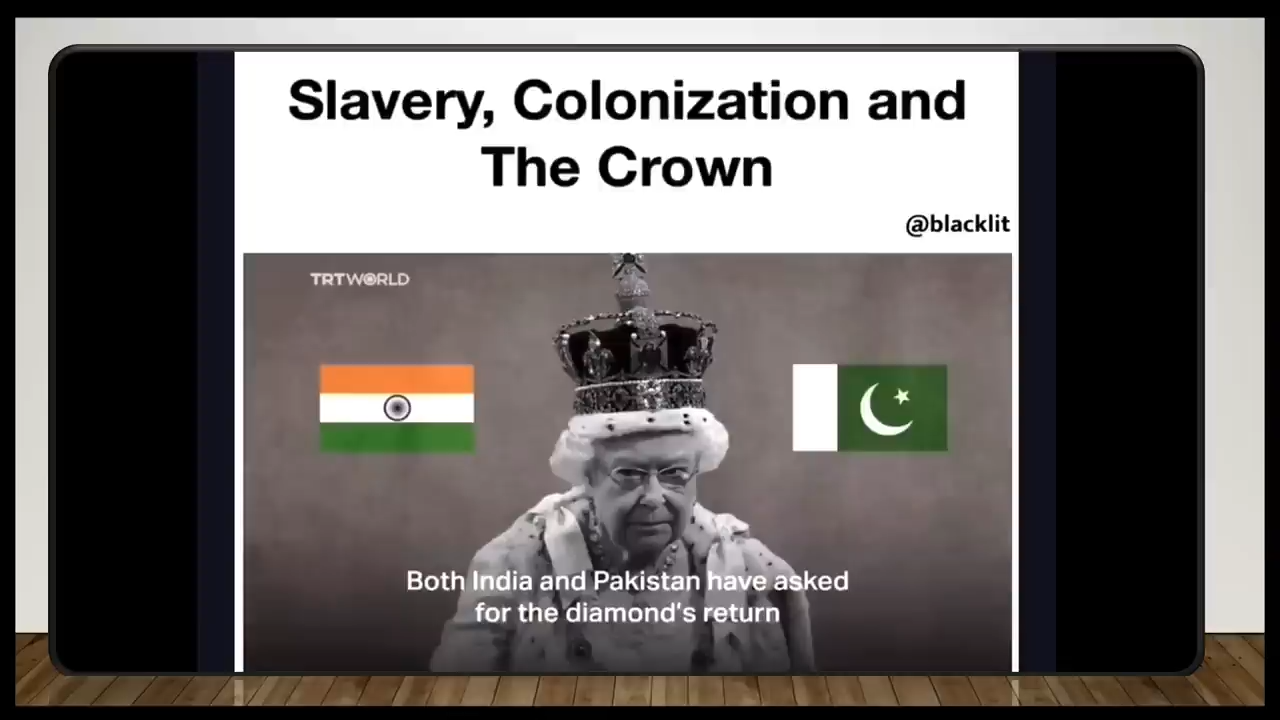 Slavery, Colonization and
The Crown
@blacklit
TRTWORLD
Both India and Pakistan have asked
for the diamond's return